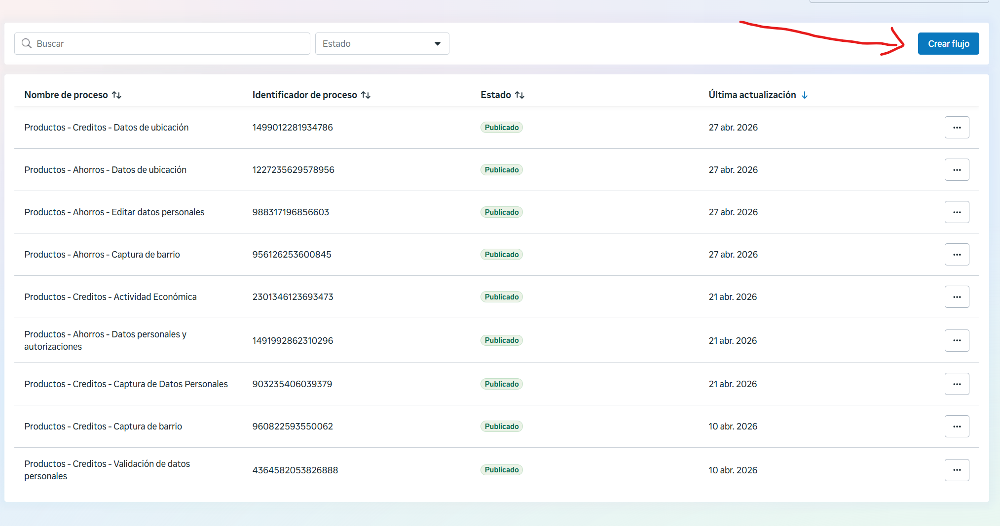 Buscar
Estado
Crear flujo
Nombre de proceso
Identificador de proceso
Estado
Última actualización
Productos - Creditos - Datos de ubicación
1499012281934786
Publicado
27 abr. 2026
Productos - Ahorros - Datos de ubicación
1227235629578956
Publicado
27 abr. 2026
Productos - Ahorros - Editar datos personales
988317196856603
Publicado
27 abr. 2026
Productos - Ahorros - Captura de barrio
956126253600845
Publicado
27 abr. 2026
Productos - Creditos - Actividad Económica
2301346123693473
Publicado
21 abr. 2026
Productos - Ahorros - Datos personales y
autorizaciones
1491992862310296
Publicado
21 abr. 2026
Productos - Creditos - Captura de Datos Personales
903235406039379
Publicado
21 abr. 2026
Productos - Creditos - Captura de barrio
960822593550062
Publicado
10 abr. 2026
Productos - Creditos - Validación de datos
personales
4364582053826888
Publicado
10 abr. 2026